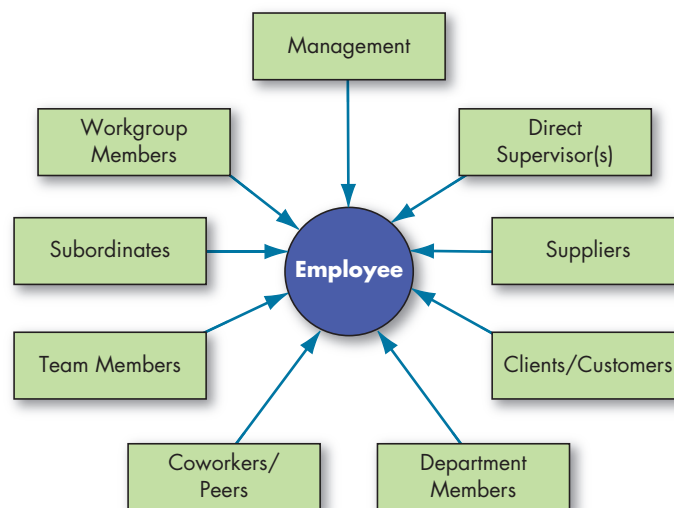 Management
Workgroup
Members
Direct
Supervisor(s)
Subordinates
Employee
Suppliers
Team Members
Clients/Customers
Coworkers/
Peers
Department
Members